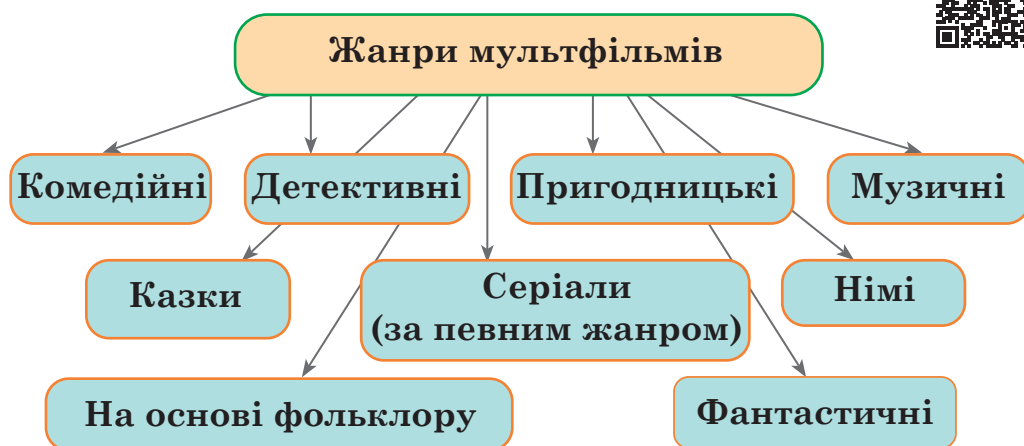 Жанри мультфільмів
Комедійні
Детективні
Пригодницькі
Музичні
Казки
Серіали
(за певним жанром)
Німі
На основі фольклору
Фантастичні